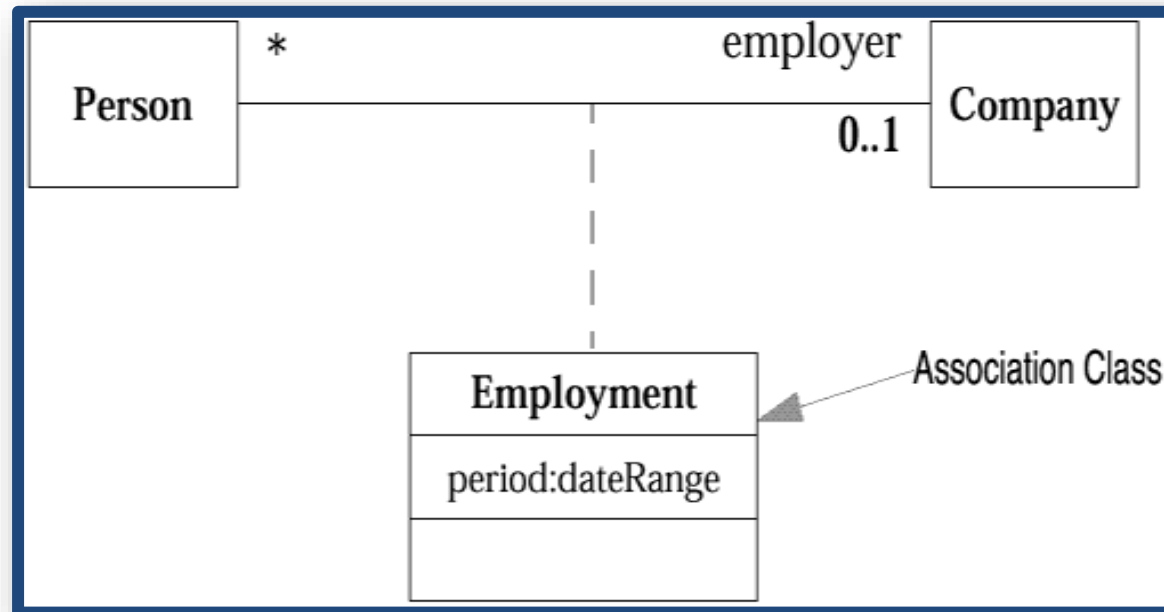 *
employer
Person
Company
0..1
Association Class
Employment
period:dateRange